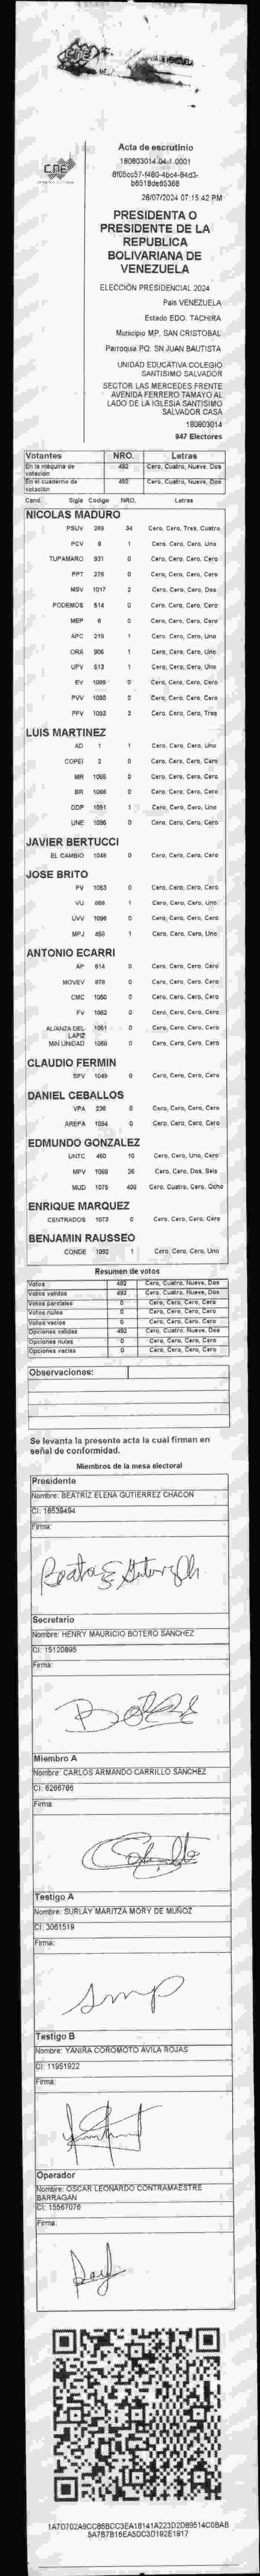 CNE
Acta de escrutinio
180803014.04.1.0001
8f05cc57-f460-4bc4-84d3-
b6518de65368
28/07/2024 07:15:42 PM
PRESIDENTA O
PRESIDENTE DE LA
REPUBLICA
BOLIVARIANA DE
VENEZUELA
ELECCIÓN PRESIDENCIAL 2024
País VENEZUELA
Estado EDO. TACHIRA
Municipio MP. SAN CRISTOBAL
Parroquia PQ. SN JUAN BAUTISTA
UNIDAD EDUCATIVA COLEGIO
SANTISIMO SALVADOR
SECTOR LAS MERCEDES FRENTE
AVENIDA FERRERO TAMAYO AL
LADO DE LA IGLESIA SANTISIMO
SALVADOR CASA
180803014
847 Electores
Votantes NRO. Letras
En la máquina de votación 492 Cero, Cuatro, Nueve, Dos
En el cuaderno de votación 492 Cero, Cuatro, Nueve, Dos
Cand. Sigla Codigo NRO. Letras
NICOLAS MADURO
PSUV 269 34 Cero, Cero, Tres, Cuatro
PCV 8 1 Cero, Cero, Cero, Uno
TUPAMARO 931 0 Cero, Cero, Cero, Cero
PPT 276 0 Cero, Cero, Cero, Cero
MSV 1017 2 Cero, Cero, Cero, Dos
PODEMOS 514 0 Cero, Cero, Cero, Cero
MEP 6 0 Cero, Cero, Cero, Cero
APC 219 1 Cero, Cero, Cero, Uno
ORA 906 1 Cero, Cero, Cero, Uno
UPV 513 1 Cero, Cero, Cero, Uno
EV 1089 0 Cero, Cero, Cero, Cero
PVV 1090 0 Cero, Cero, Cero, Cero
PFV 1093 3 Cero, Cero, Cero, Tres
LUIS MARTINEZ
AD 1 1 Cero, Cero, Cero, Uno
COPEI 2 0 Cero, Cero, Cero, Cero
MR 1065 0 Cero, Cero, Cero, Cero
BR 1066 0 Cero, Cero, Cero, Cero
DDP 1091 1 Cero, Cero, Cero, Uno
UNE 1095 0 Cero, Cero, Cero, Cero
JAVIER BERTUCCI
EL CAMBIO 1048 0 Cero, Cero, Cero, Cero
JOSE BRITO
PV 1053 0 Cero, Cero, Cero, Cero
VU 868 1 Cero, Cero, Cero, Uno
UVV 1096 0 Cero, Cero, Cero, Cero
MPJ 459 1 Cero, Cero, Cero, Uno
ANTONIO ECARRI
AP 914 0 Cero, Cero, Cero, Cero
MOVEV 878 0 Cero, Cero, Cero, Cero
CMC 1050 0 Cero, Cero, Cero, Cero
FV 1062 0 Cero, Cero, Cero, Cero
ALIANZA DEL LAPIZ 1061 0 Cero, Cero, Cero, Cero
MIN UNIDAD 1069 0 Cero, Cero, Cero, Cero
CLAUDIO FERMIN
SPV 1049 0 Cero, Cero, Cero, Cero
DANIEL CEBALLOS
VPA 236 0 Cero, Cero, Cero, Cero
AREPA 1094 0 Cero, Cero, Cero, Cero
EDMUNDO GONZALEZ
UNTC 460 10 Cero, Cero, Uno, Cero
MPV 1068 26 Cero, Cero, Dos, Seis
MUD 1075 408 Cero, Cuatro, Cero, Ocho
ENRIQUE MARQUEZ
CENTRADOS 1073 0 Cero, Cero, Cero, Cero
BENJAMIN RAUSSEO
CONDE 1092 1 Cero, Cero, Cero, Uno
Resumen de votos
Votos 492 Cero, Cuatro, Nueve, Dos
Votos validos 492 Cero, Cuatro, Nueve, Dos
Votos parciales 0 Cero, Cero, Cero, Cero
Votos nulos 0 Cero, Cero, Cero, Cero
Votos vacios 0 Cero, Cero, Cero, Cero
Opciones validas 492 Cero, Cuatro, Nueve, Dos
Opciones nulas 0 Cero, Cero, Cero, Cero
Opciones vacias 0 Cero, Cero, Cero, Cero
Observaciones:
Se levanta la presente acta la cual firman en
señal de conformidad.
Miembros de la mesa electoral
Presidente
Nombre: BEATRIZ ELENA GUTIERREZ CHACON
CI: 16539494
Firma:
Secretario
Nombre: HENRY MAURICIO BOTERO SANCHEZ
CI: 15120895
Firma:
Miembro A
Nombre: CARLOS ARMANDO CARRILLO SANCHEZ
CI: 6266786
Firma:
Testigo A
Nombre: SURLAY MARITZA MORY DE MUÑOZ
CI: 3061519
Firma:
smp
Testigo B
Nombre: YANIRA COROMOTO AVILA ROJAS
CI: 11951922
Firma:
Operador
Nombre: OSCAR LEONARDO CONTRAMAESTRE
BARRAGAN
CI: 15567076
Firma:
1A7D702A9CC86BCC3EA18141A223D2D89514C0BAB
5A7B7B16EA5DC3D192E1917